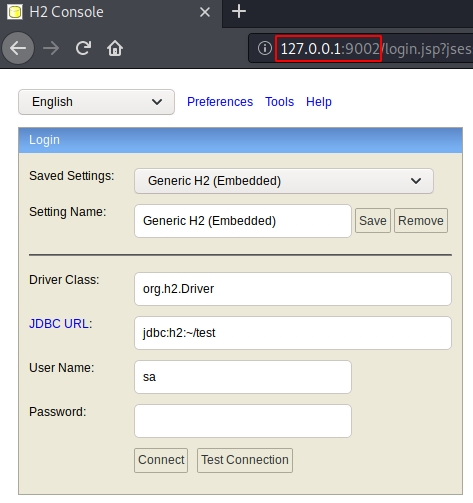 H2 Console
127.0.0.1:9002/login.jsp?jses
English Preferences Tools Help
Login
Saved Settings: Generic H2 (Embedded)
Setting Name: Generic H2 (Embedded) Save Remove
Driver Class: org.h2.Driver
JDBC URL: jdbc:h2:~/test
User Name: sa
Password:
Connect Test Connection